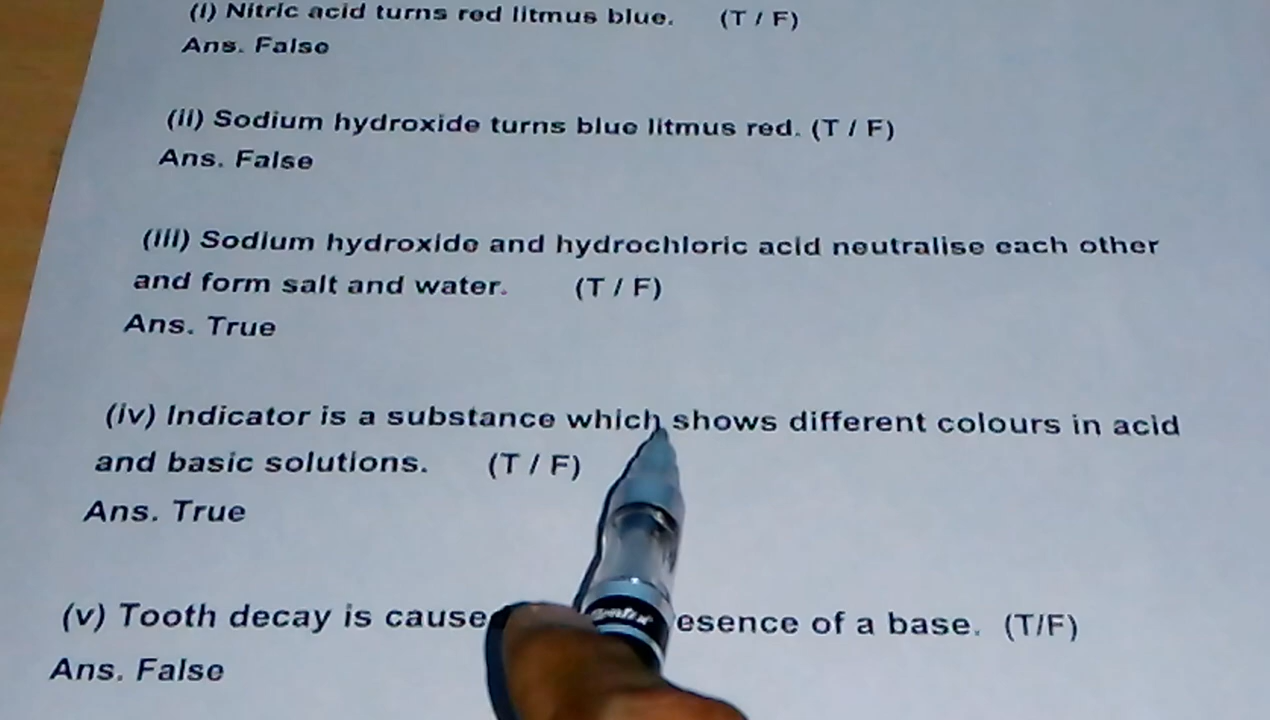 (i) Nitric acid turns red litmus blue. (T / F)
Ans. False
(ii) Sodium hydroxide turns blue litmus red. (T / F)
Ans. False
(iii) Sodium hydroxide and hydrochloric acid neutralise each other
and form salt and water. (T / F)
Ans. True
(iv) Indicator is a substance which shows different colours in acid
and basic solutions. (T / F)
Ans. True
(v) Tooth decay is cause esence of a base. (T/F)
Ans. False